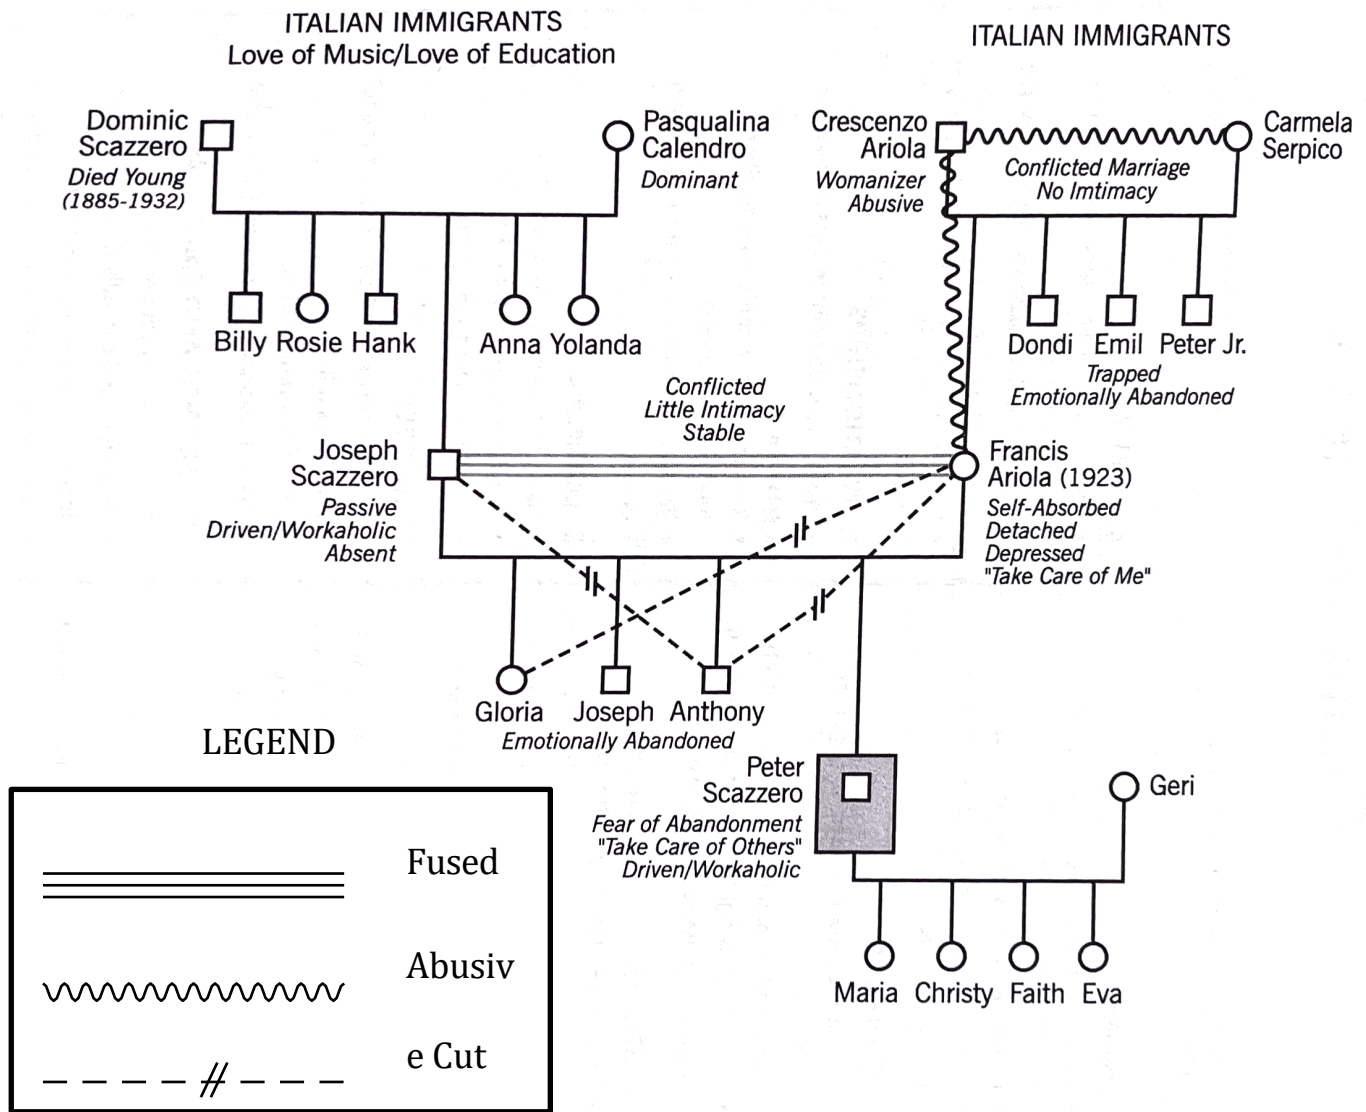 ITALIAN IMMIGRANTS
Love of Music/Love of Education
ITALIAN IMMIGRANTS
Dominic
Scazzero
Died Young
(1885-1932)
Pasqualina
Calendro
Dominant
Crescenzo
Ariola
Womanizer
Abusive
Conflicted Marriage
No Imtimacy
Carmela
Serpico
Billy Rosie Hank Anna Yolanda
Dondi Emil Peter Jr.
Trapped
Emotionally Abandoned
Conflicted
Little Intimacy
Stable
Joseph
Scazzero
Passive
Driven/Workaholic
Absent
Francis
Ariola (1923)
Self-Absorbed
Detached
Depressed
"Take Care of Me"
Gloria Joseph Anthony
Emotionally Abandoned
Peter
Scazzero
Fear of Abandonment
"Take Care of Others"
Driven/Workaholic
Geri
Maria Christy Faith Eva
LEGEND
Fused
Abusiv
e Cut